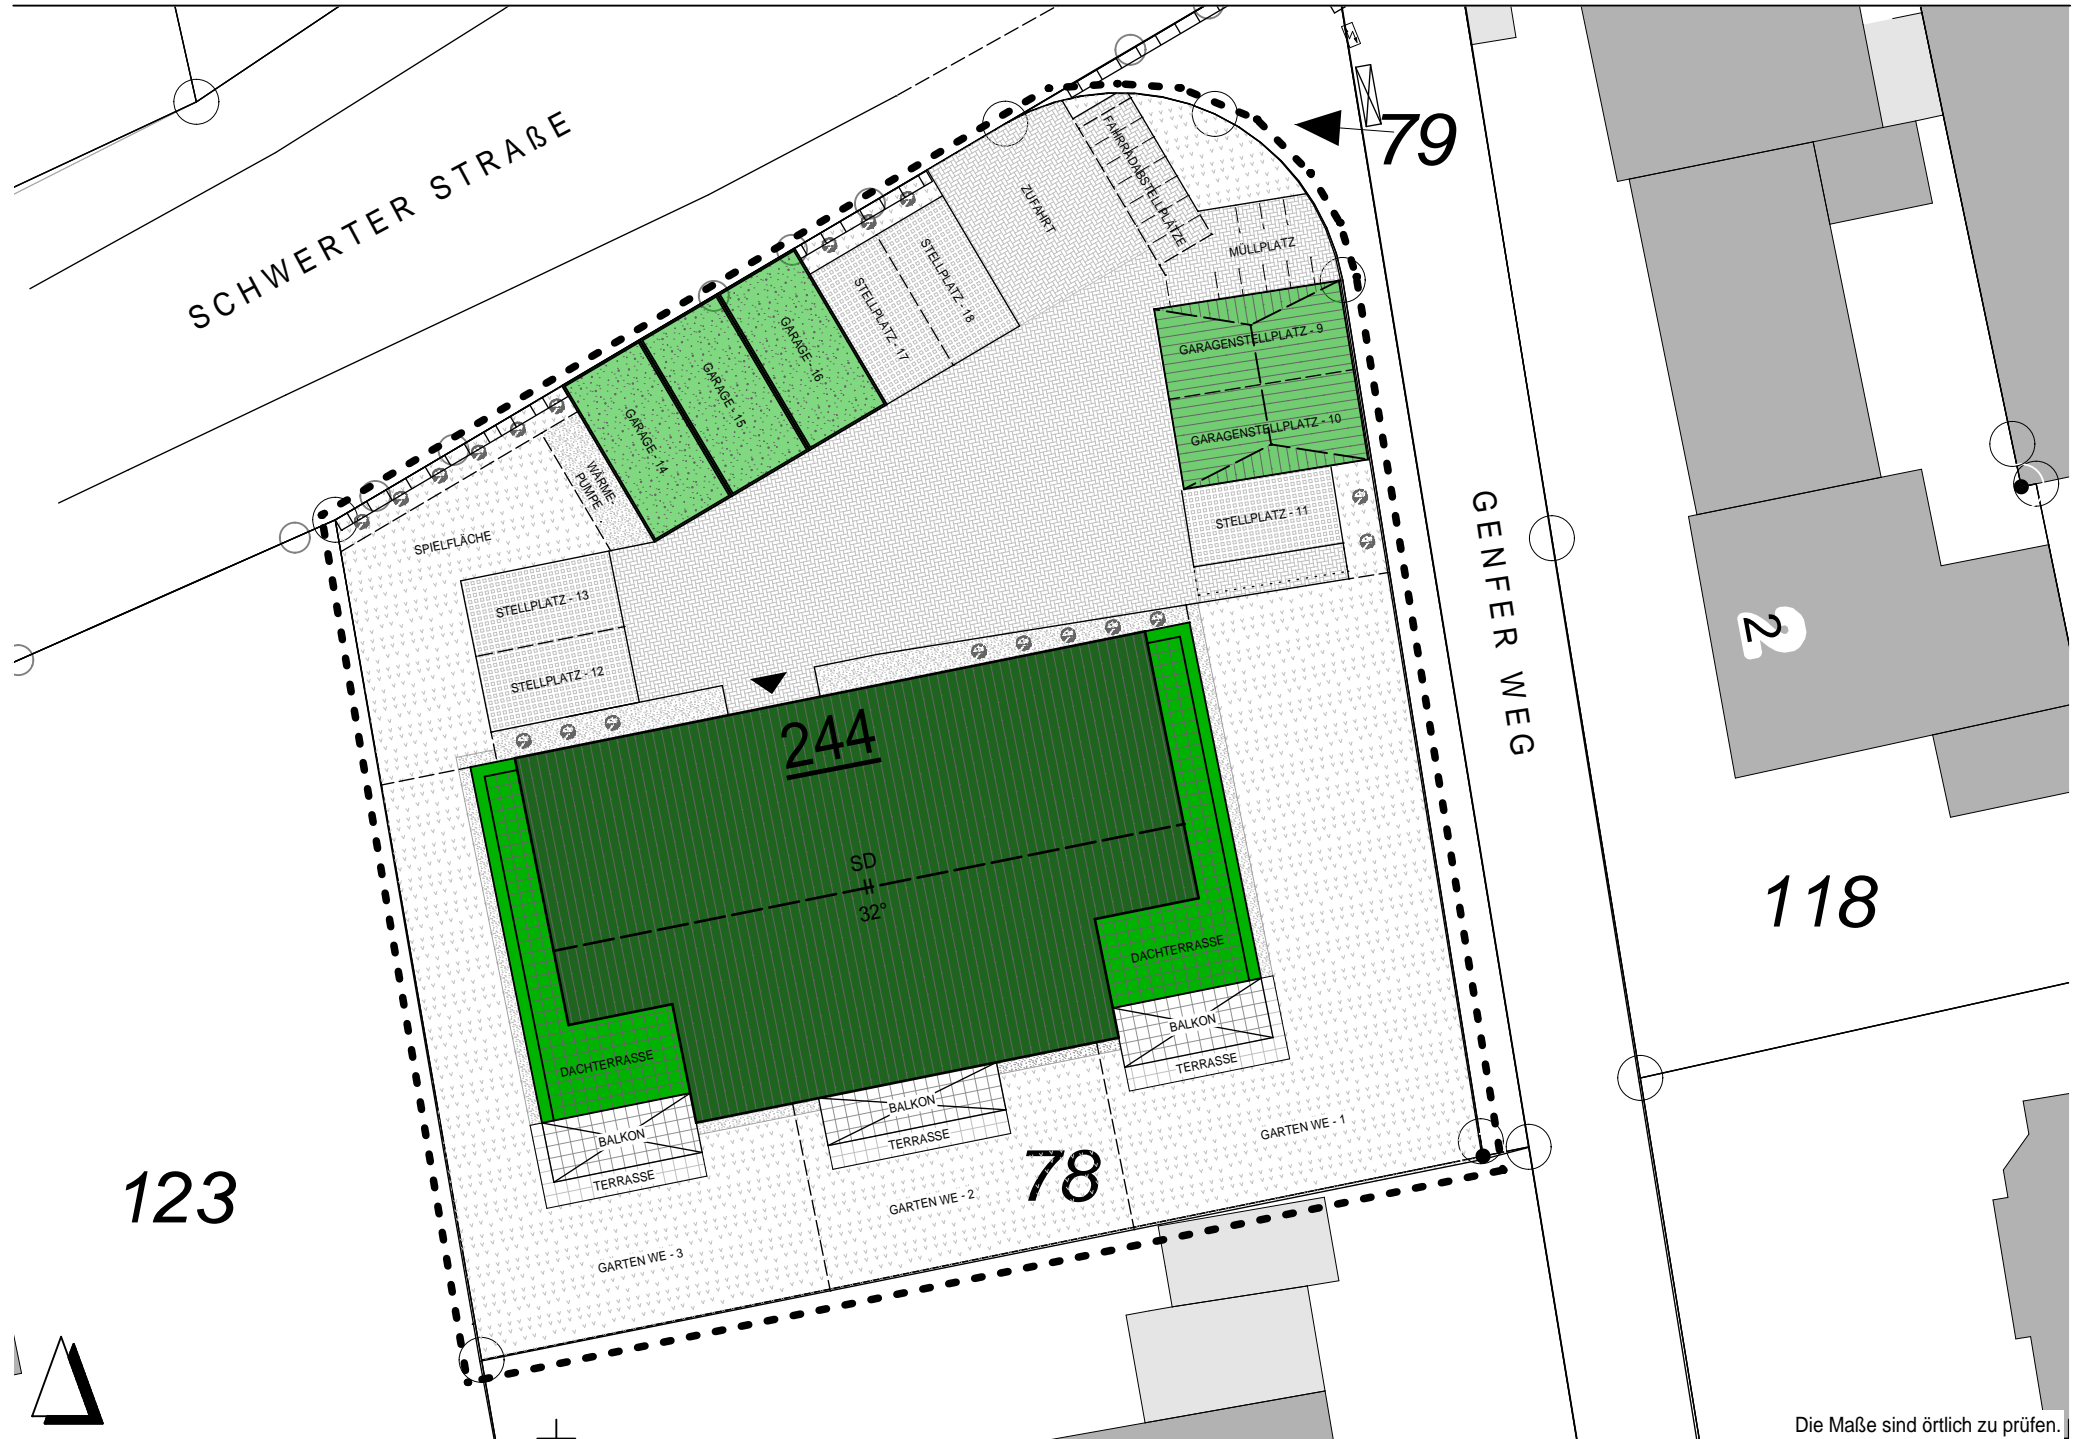 SCHWERTER STRAßE
79
FAHRRADABSTELLPLÄTZE
ZUFAHRT
MÜLLPLATZ
STELLPLATZ - 18
STELLPLATZ - 17
GARAGE - 16
GARAGE - 15
GARAGE - 14
GARAGENSTELLPLATZ - 9
GARAGENSTELLPLATZ - 10
WÄRME-
PUMPE
STELLPLATZ - 11
SPIELFLÄCHE
STELLPLATZ - 13
STELLPLATZ - 12
GENFER WEG
2
244
SD
II
32°
118
DACHTERRASSE
BALKON
TERRASSE
DACHTERRASSE
BALKON
TERRASSE
BALKON
TERRASSE
GARTEN WE - 1
78
GARTEN WE - 2
GARTEN WE - 3
123
Die Maße sind örtlich zu prüfen.